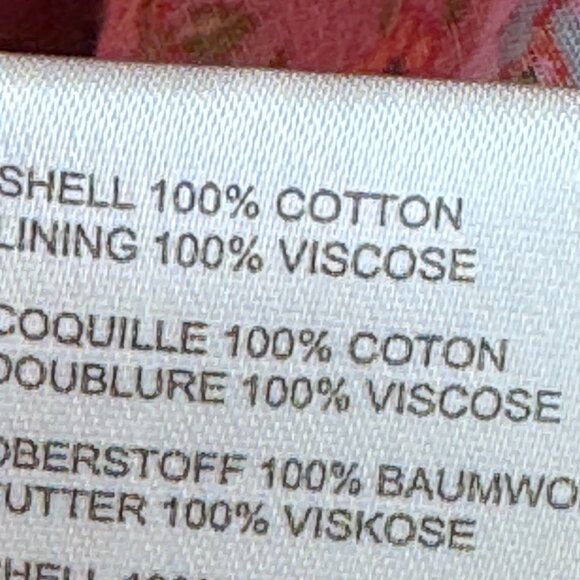 SHELL 100% COTTON
LINING 100% VISCOSE
COQUILLE 100% COTON
DOUBLURE 100% VISCOSE
OBERSTOFF 100% BAUMWO
FUTTER 100% VISKOSE